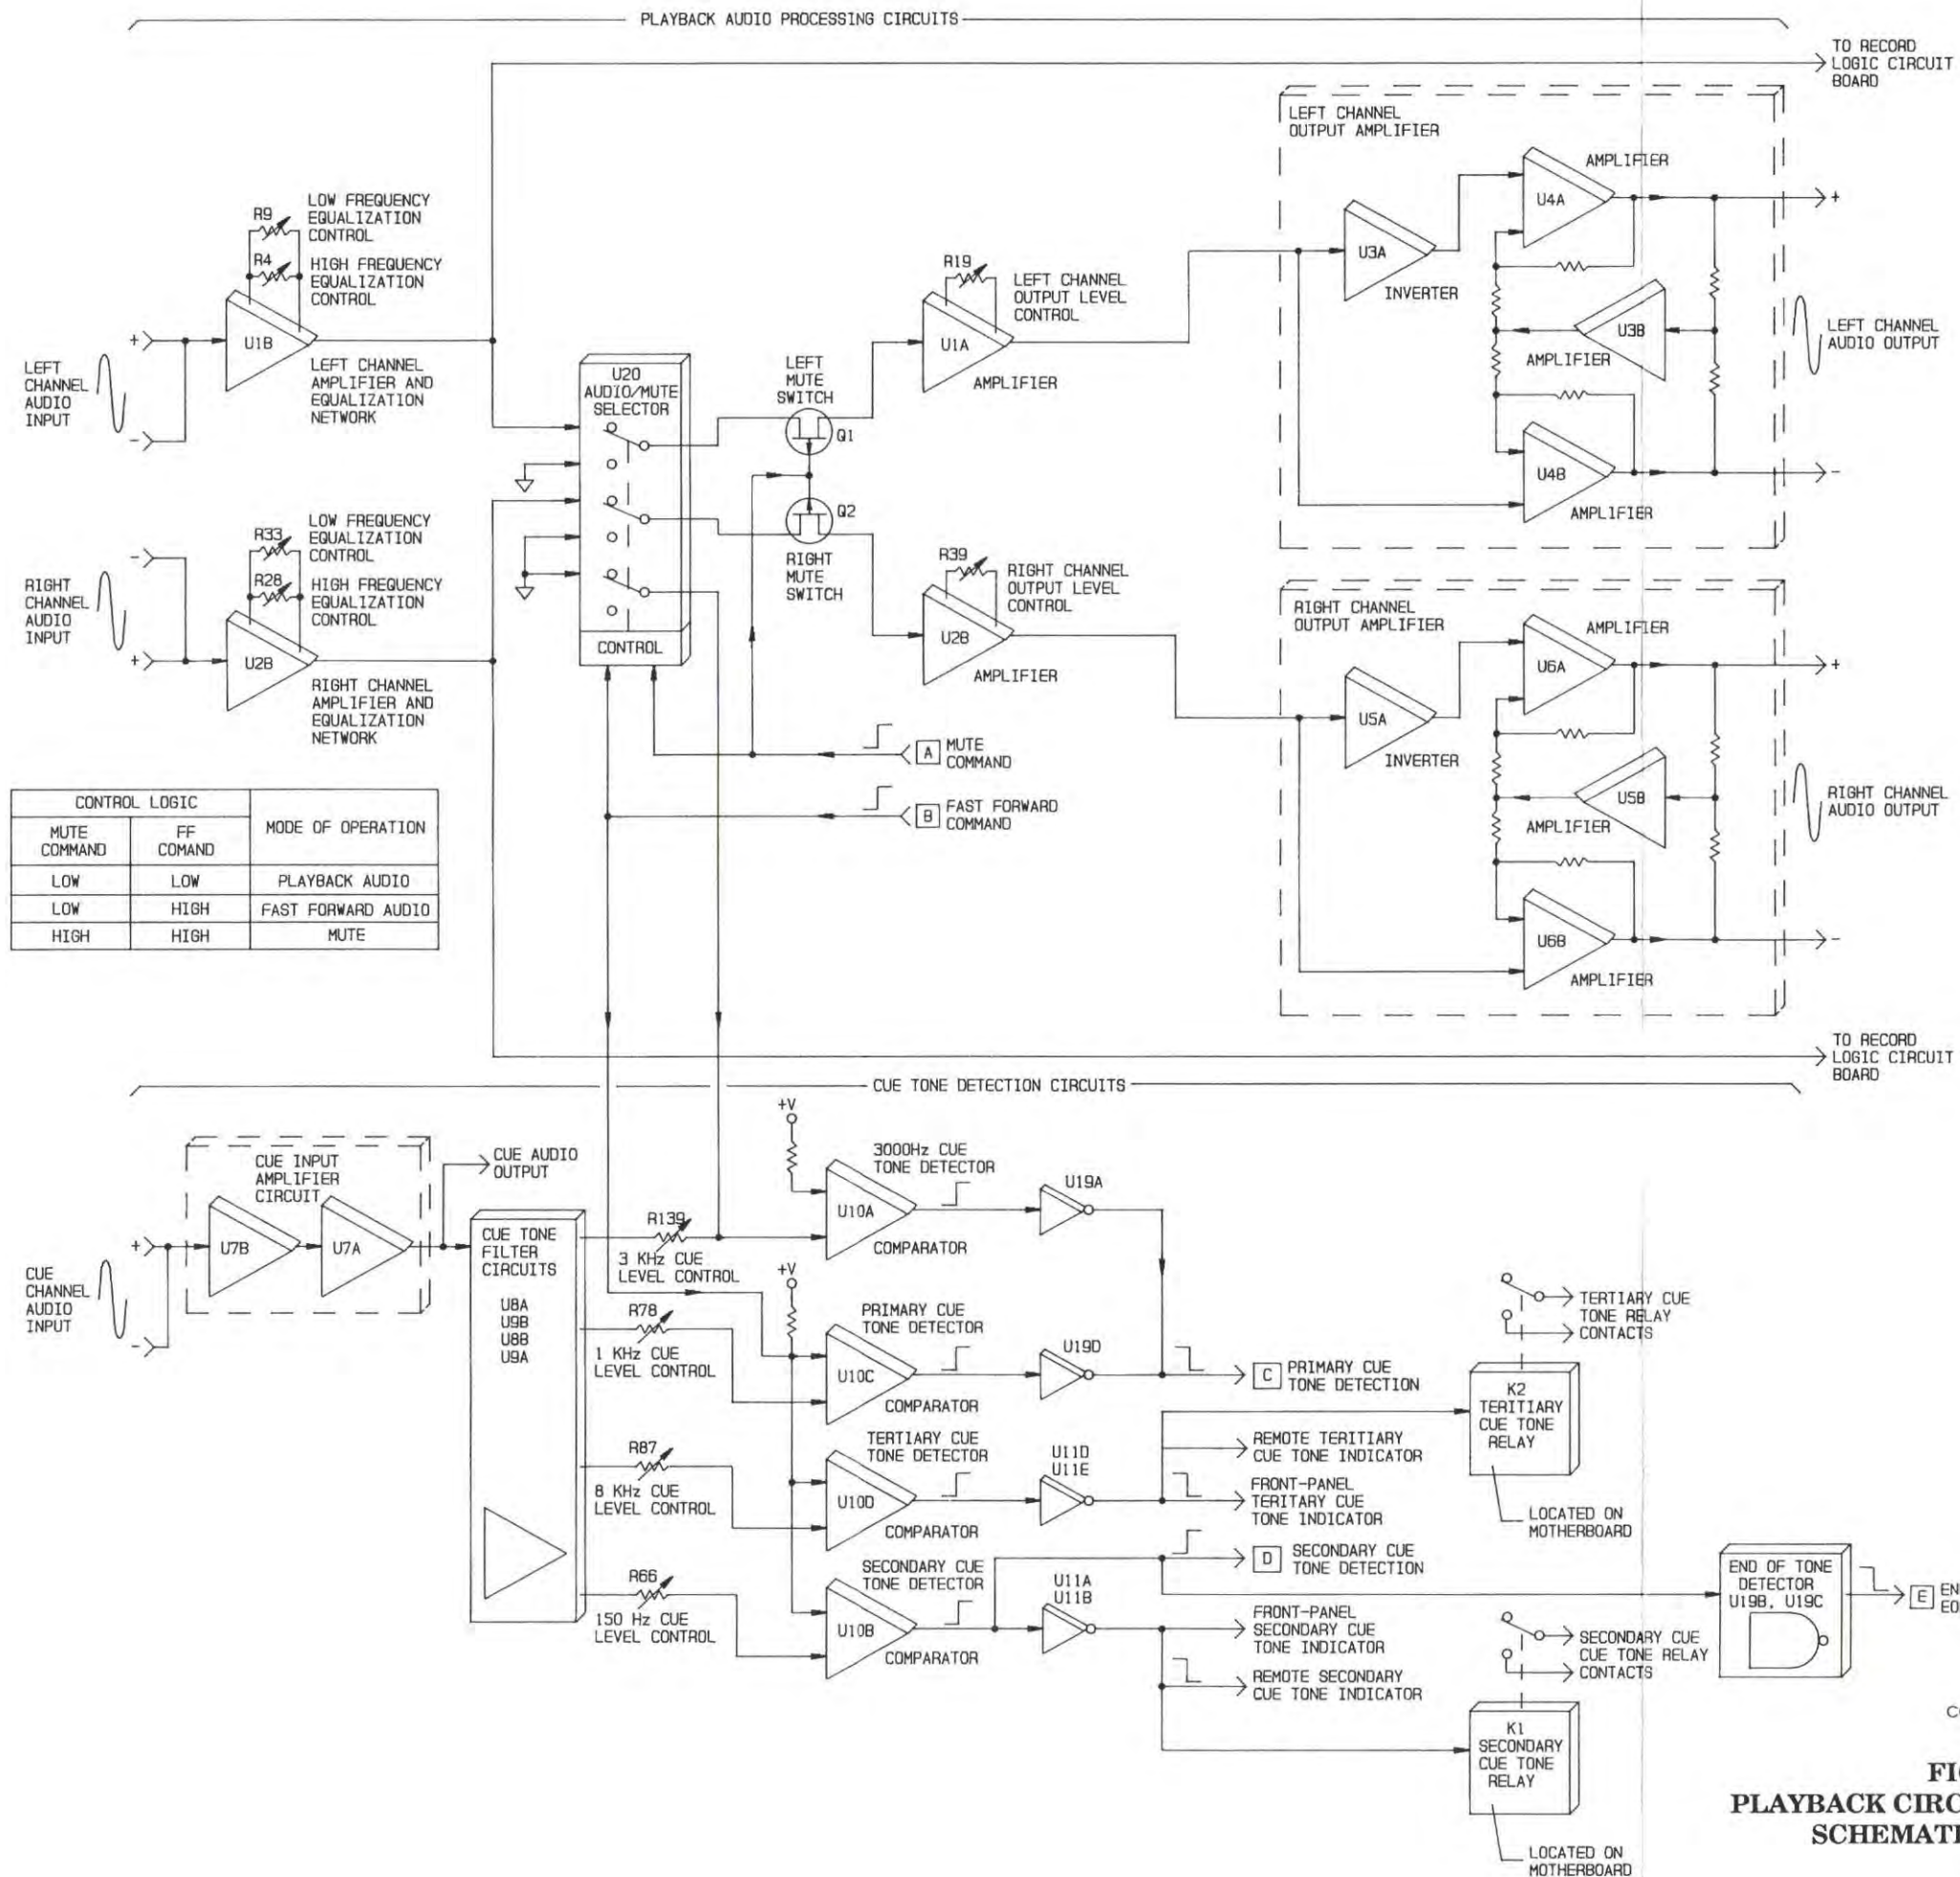 PLAYBACK AUDIO PROCESSING CIRCUITS
TO RECORD
LOGIC CIRCUIT
BOARD
LEFT CHANNEL
OUTPUT AMPLIFIER
AMPLIFIER
U4A
+
LOW FREQUENCY
EQUALIZATION
CONTROL
R9
R4
HIGH FREQUENCY
EQUALIZATION
CONTROL
R19
LEFT CHANNEL
OUTPUT LEVEL
CONTROL
U3A
INVERTER
U3B
AMPLIFIER
LEFT CHANNEL
AUDIO OUTPUT
LEFT
CHANNEL
AUDIO
INPUT
+
-
U1B
LEFT CHANNEL
AMPLIFIER AND
EQUALIZATION
NETWORK
U20
AUDIO/MUTE
SELECTOR
LEFT
MUTE
SWITCH
Q1
U1A
AMPLIFIER
U4B
-
AMPLIFIER
Q2
RIGHT
MUTE
SWITCH
CONTROL
RIGHT
CHANNEL
AUDIO
INPUT
-
+
R33
LOW FREQUENCY
EQUALIZATION
CONTROL
R28
HIGH FREQUENCY
EQUALIZATION
CONTROL
U2B
RIGHT CHANNEL
AMPLIFIER AND
EQUALIZATION
NETWORK
R39
RIGHT CHANNEL
OUTPUT LEVEL
CONTROL
U2B
AMPLIFIER
RIGHT CHANNEL
OUTPUT AMPLIFIER
AMPLIFIER
U6A
+
U5A
INVERTER
U5B
AMPLIFIER
RIGHT CHANNEL
AUDIO OUTPUT
U6B
-
AMPLIFIER
A MUTE
COMMAND
B FAST FORWARD
COMMAND
CONTROL LOGIC
MODE OF OPERATION
MUTE
COMMAND
FF
COMAND
LOW LOW PLAYBACK AUDIO
LOW HIGH FAST FORWARD AUDIO
HIGH HIGH MUTE
TO RECORD
LOGIC CIRCUIT
BOARD
CUE TONE DETECTION CIRCUITS
CUE INPUT
AMPLIFIER
CIRCUIT
CUE AUDIO
OUTPUT
CUE
CHANNEL
AUDIO
INPUT
+
-
U7B
U7A
CUE TONE
FILTER
CIRCUITS
U8A
U9B
U8B
U9A
R139
3 KHz CUE
LEVEL CONTROL
+V
3000Hz CUE
TONE DETECTOR
U10A
COMPARATOR
U19A
R78
1 KHz CUE
LEVEL CONTROL
+V
PRIMARY CUE
TONE DETECTOR
U10C
COMPARATOR
U19D
C PRIMARY CUE
TONE DETECTION
TERTIARY CUE
TONE RELAY
CONTACTS
K2
TERITIARY
CUE TONE
RELAY
LOCATED ON
MOTHERBOARD
R87
8 KHz CUE
LEVEL CONTROL
TERTIARY CUE
TONE DETECTOR
U10D
COMPARATOR
U11D
U11E
REMOTE TERITIARY
CUE TONE INDICATOR
FRONT-PANEL
TERITARY CUE
TONE INDICATOR
R66
150 Hz CUE
LEVEL CONTROL
SECONDARY CUE
TONE DETECTOR
U10B
COMPARATOR
U11A
U11B
D SECONDARY CUE
TONE DETECTION
FRONT-PANEL
SECONDARY CUE
TONE INDICATOR
REMOTE SECONDARY
CUE TONE INDICATOR
END OF TONE
DETECTOR
U19B, U19C
E EN
EO
SECONDARY CUE
CUE TONE RELAY
CONTACTS
K1
SECONDARY
CUE TONE
RELAY
LOCATED ON
MOTHERBOARD
C
FI
PLAYBACK CIRC
SCHEMATI